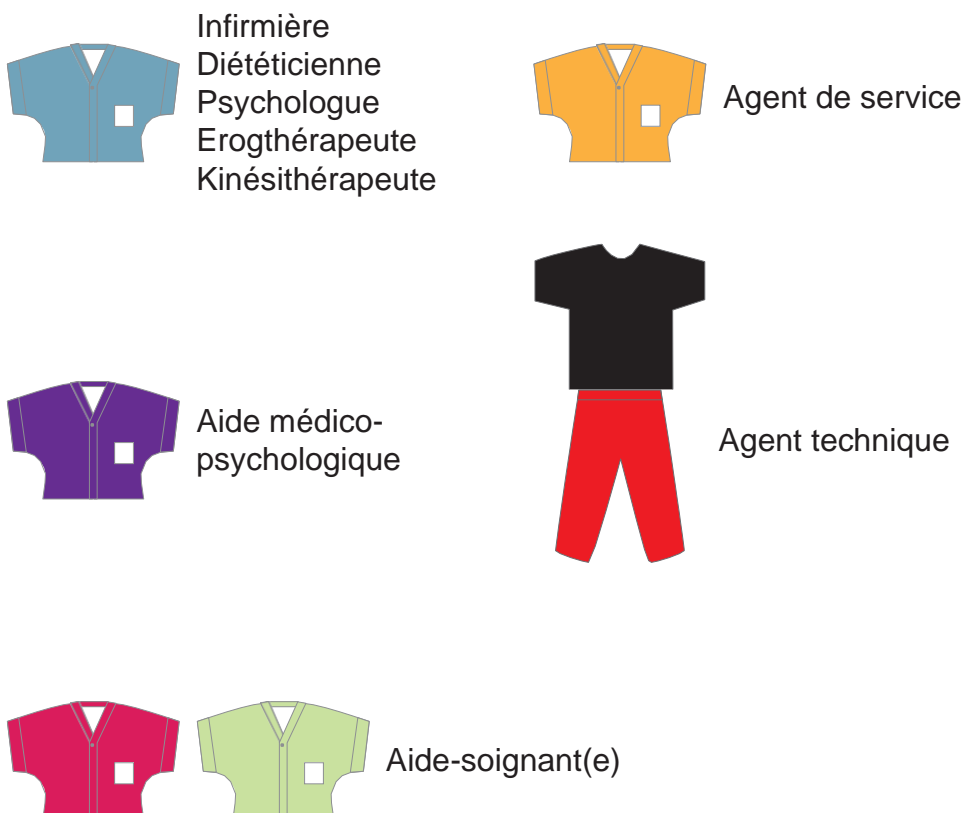 Infirmière
Diététicienne
Psychologue
Erogthérapeute
Kinésithérapeute
Agent de service
Aide médico-
psychologique
Agent technique
Aide-soignant(e)